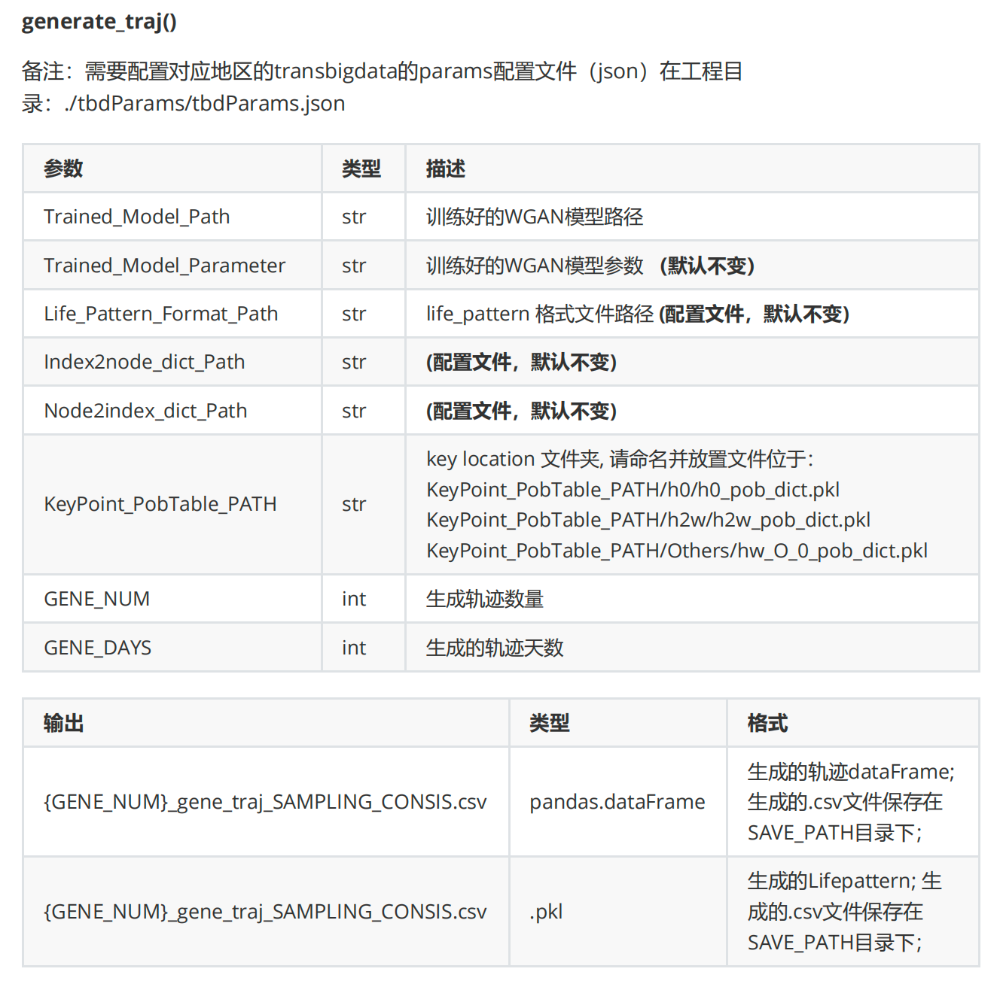 generate_traj()
备注：需要配置对应地区的transbigdata的params配置文件（json）在工程目
录：./tbdParams/tbdParams.json
参数 类型 描述
Trained_Model_Path str 训练好的WGAN模型路径
Trained_Model_Parameter str 训练好的WGAN模型参数 （默认不变）
Life_Pattern_Format_Path str life_pattern 格式文件路径 (配置文件，默认不变)
Index2node_dict_Path str (配置文件，默认不变)
Node2index_dict_Path str (配置文件，默认不变)
KeyPoint_PobTable_PATH str key location 文件夹, 请命名并放置文件位于：
KeyPoint_PobTable_PATH/h0/h0_pob_dict.pkl
KeyPoint_PobTable_PATH/h2w/h2w_pob_dict.pkl
KeyPoint_PobTable_PATH/Others/hw_O_0_pob_dict.pkl
GENE_NUM int 生成轨迹数量
GENE_DAYS int 生成的轨迹天数
输出 类型 格式
{GENE_NUM}_gene_traj_SAMPLING_CONSIS.csv pandas.dataFrame 生成的轨迹dataFrame;
生成的.csv文件保存在
SAVE_PATH目录下；
{GENE_NUM}_gene_traj_SAMPLING_CONSIS.csv .pkl 生成的Lifepattern; 生
成的.csv文件保存在
SAVE_PATH目录下；